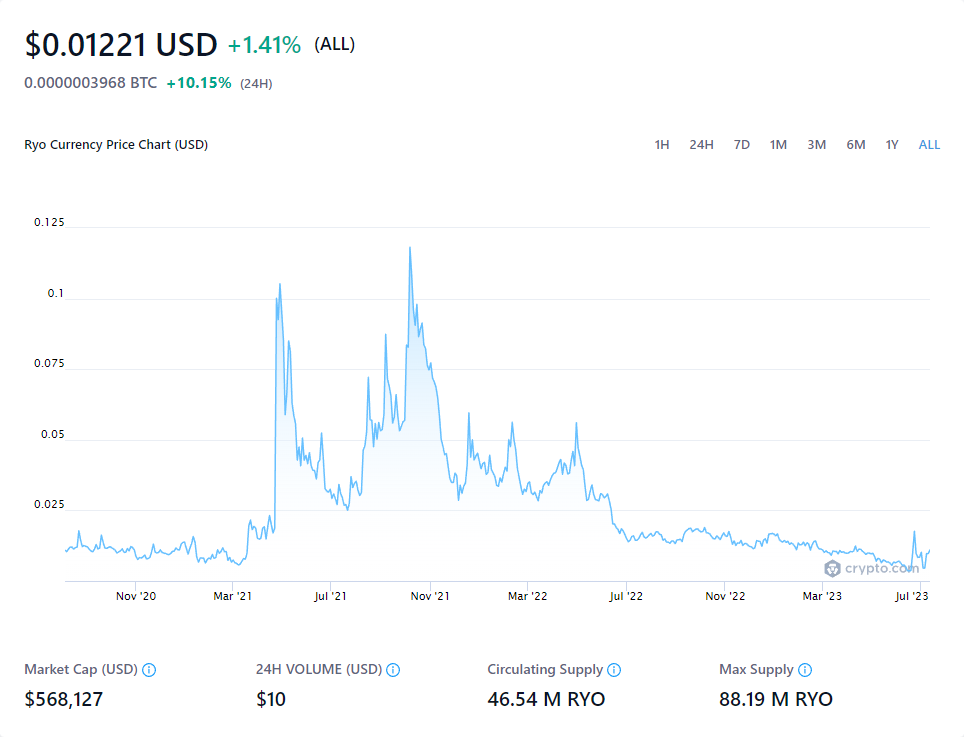 $0.01221 USD +1.41% (ALL)
0.0000003968 BTC +10.15% (24H)
Ryo Currency Price Chart (USD) 1H 24H 7D 1M 3M 6M 1Y ALL
0.125
0.1
0.075
0.05
0.025
crypto.com
Nov '20 Mar '21 Jul '21 Nov '21 Mar '22 Jul '22 Nov '22 Mar '23 Jul '23
Market Cap (USD) 24H VOLUME (USD) Circulating Supply Max Supply
$568,127 $10 46.54 M RYO 88.19 M RYO